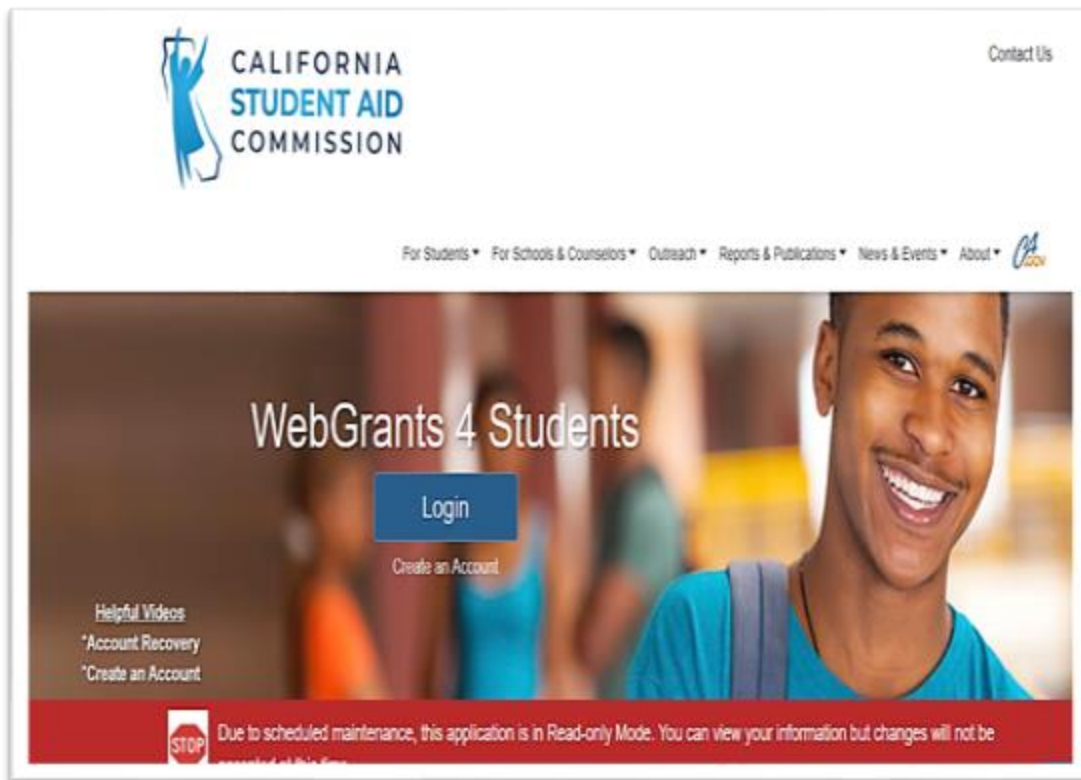 CALIFORNIA
STUDENT AID
COMMISSION
Contact Us
For Students For Schools & Counselors Outreach Reports & Publications News & Events About
CA
.GOV
WebGrants 4 Students
Login
Create an Account
Helpful Videos
*Account Recovery
*Create an Account
STOP
Due to scheduled maintenance, this application is in Read-only Mode. You can view your information but changes will not be